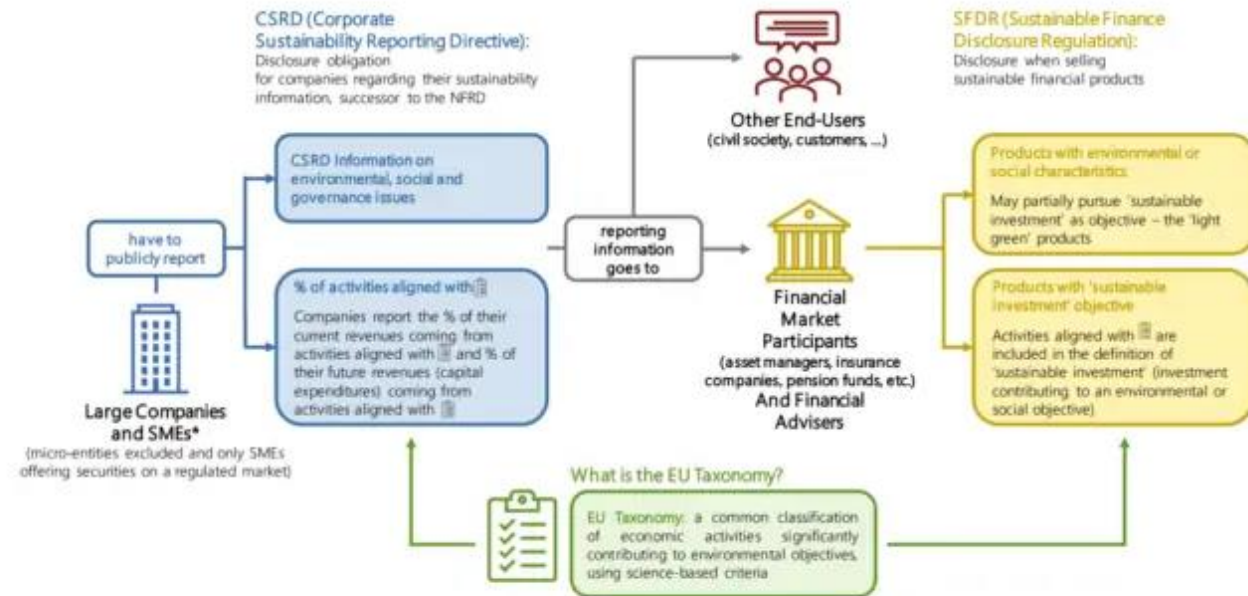 CSRD (Corporate
Sustainability Reporting Directive):
Disclosure obligation
for companies regarding their sustainability
information, successor to the NFRD
SFDR (Sustainable Finance
Disclosure Regulation):
Disclosure when selling
sustainable financial products
Other End-Users
(civil society, customers, ...)
CSRD Information on
environmental, social and
governance issues
have to
publicly report
Large Companies
and SMEs*
(micro-entities excluded and only SMEs
offering securities on a regulated market)
% of activities aligned with
Companies report the % of their
current revenues coming from
activities aligned with and % of
their future revenues (capital
expenditures) coming from
activities aligned with
reporting
information
goes to
Financial
Market
Participants
(asset managers, insurance
companies, pension funds, etc.)
And Financial
Advisers
Products with environmental or
social characteristics
May partially pursue 'sustainable
investment' as objective – the 'light
green' products
Products with 'sustainable
investment' objective
Activities aligned with are
included in the definition of
'sustainable investment' (investment
contributing to an environmental or
social objective)
What is the EU Taxonomy?
EU Taxonomy: a common classification
of economic activities significantly
contributing to environmental objectives,
using science-based criteria